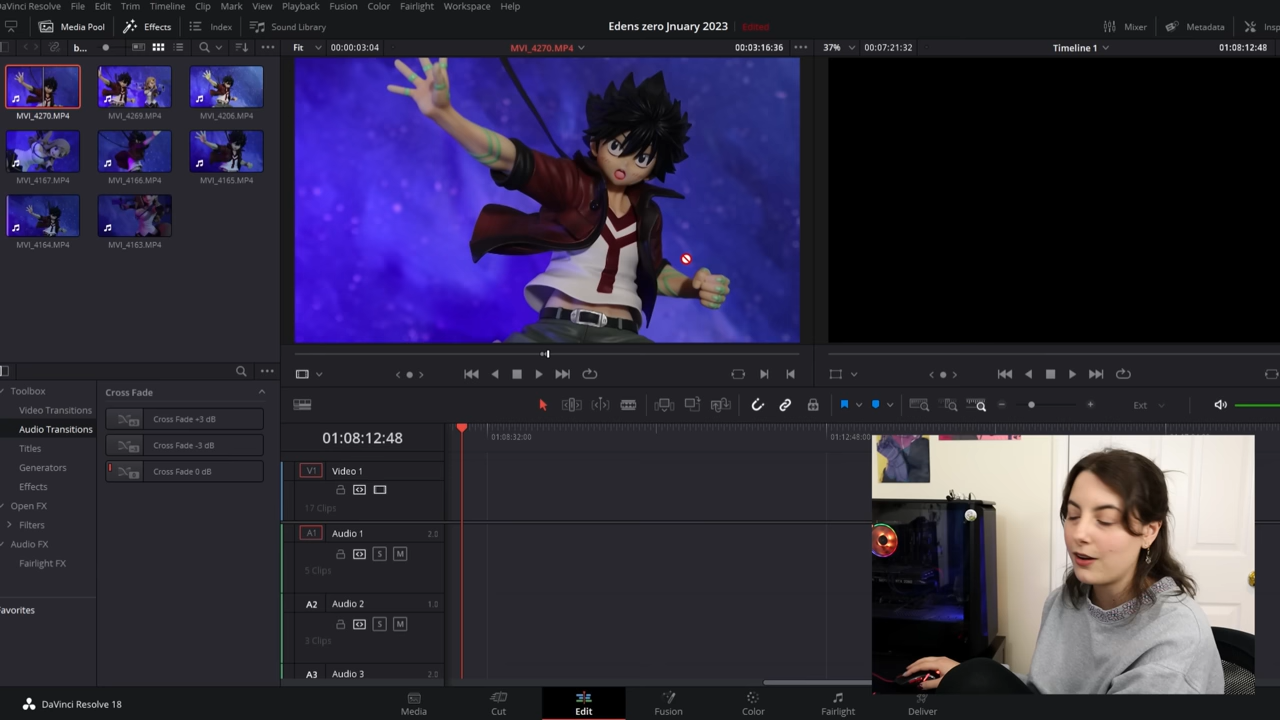 DaVinci Resolve File Edit Trim Timeline Clip Mark View Playback Fusion Color Fairlight Workspace Help
Media Pool Effects Index Sound Library Edens zero Jnuary 2023 Edited Mixer Metadata Insp
b... Fit 00:00:03:04 MVI_4270.MP4 00:03:16:36 37% 00:07:21:32 Timeline 1 01:08:12:48
MVI_4270.MP4 MVI_4269.MP4 MVI_4206.MP4
MVI_4167.MP4 MVI_4166.MP4 MVI_4165.MP4
MVI_4164.MP4 MVI_4163.MP4
Toolbox
Video Transitions
Audio Transitions
Titles
Generators
Effects
Open FX
Filters
Audio FX
Fairlight FX
Favorites
Cross Fade
Cross Fade +3 dB
Cross Fade -3 dB
Cross Fade 0 dB
Ext
01:08:12:48
01:08:32:00 01:12:48:00
V1 Video 1
17 Clips
A1 Audio 1 2.0
S M
5 Clips
A2 Audio 2 1.0
S M
3 Clips
A3 Audio 3 2.0
DaVinci Resolve 18
Media Cut Edit Fusion Color Fairlight Deliver